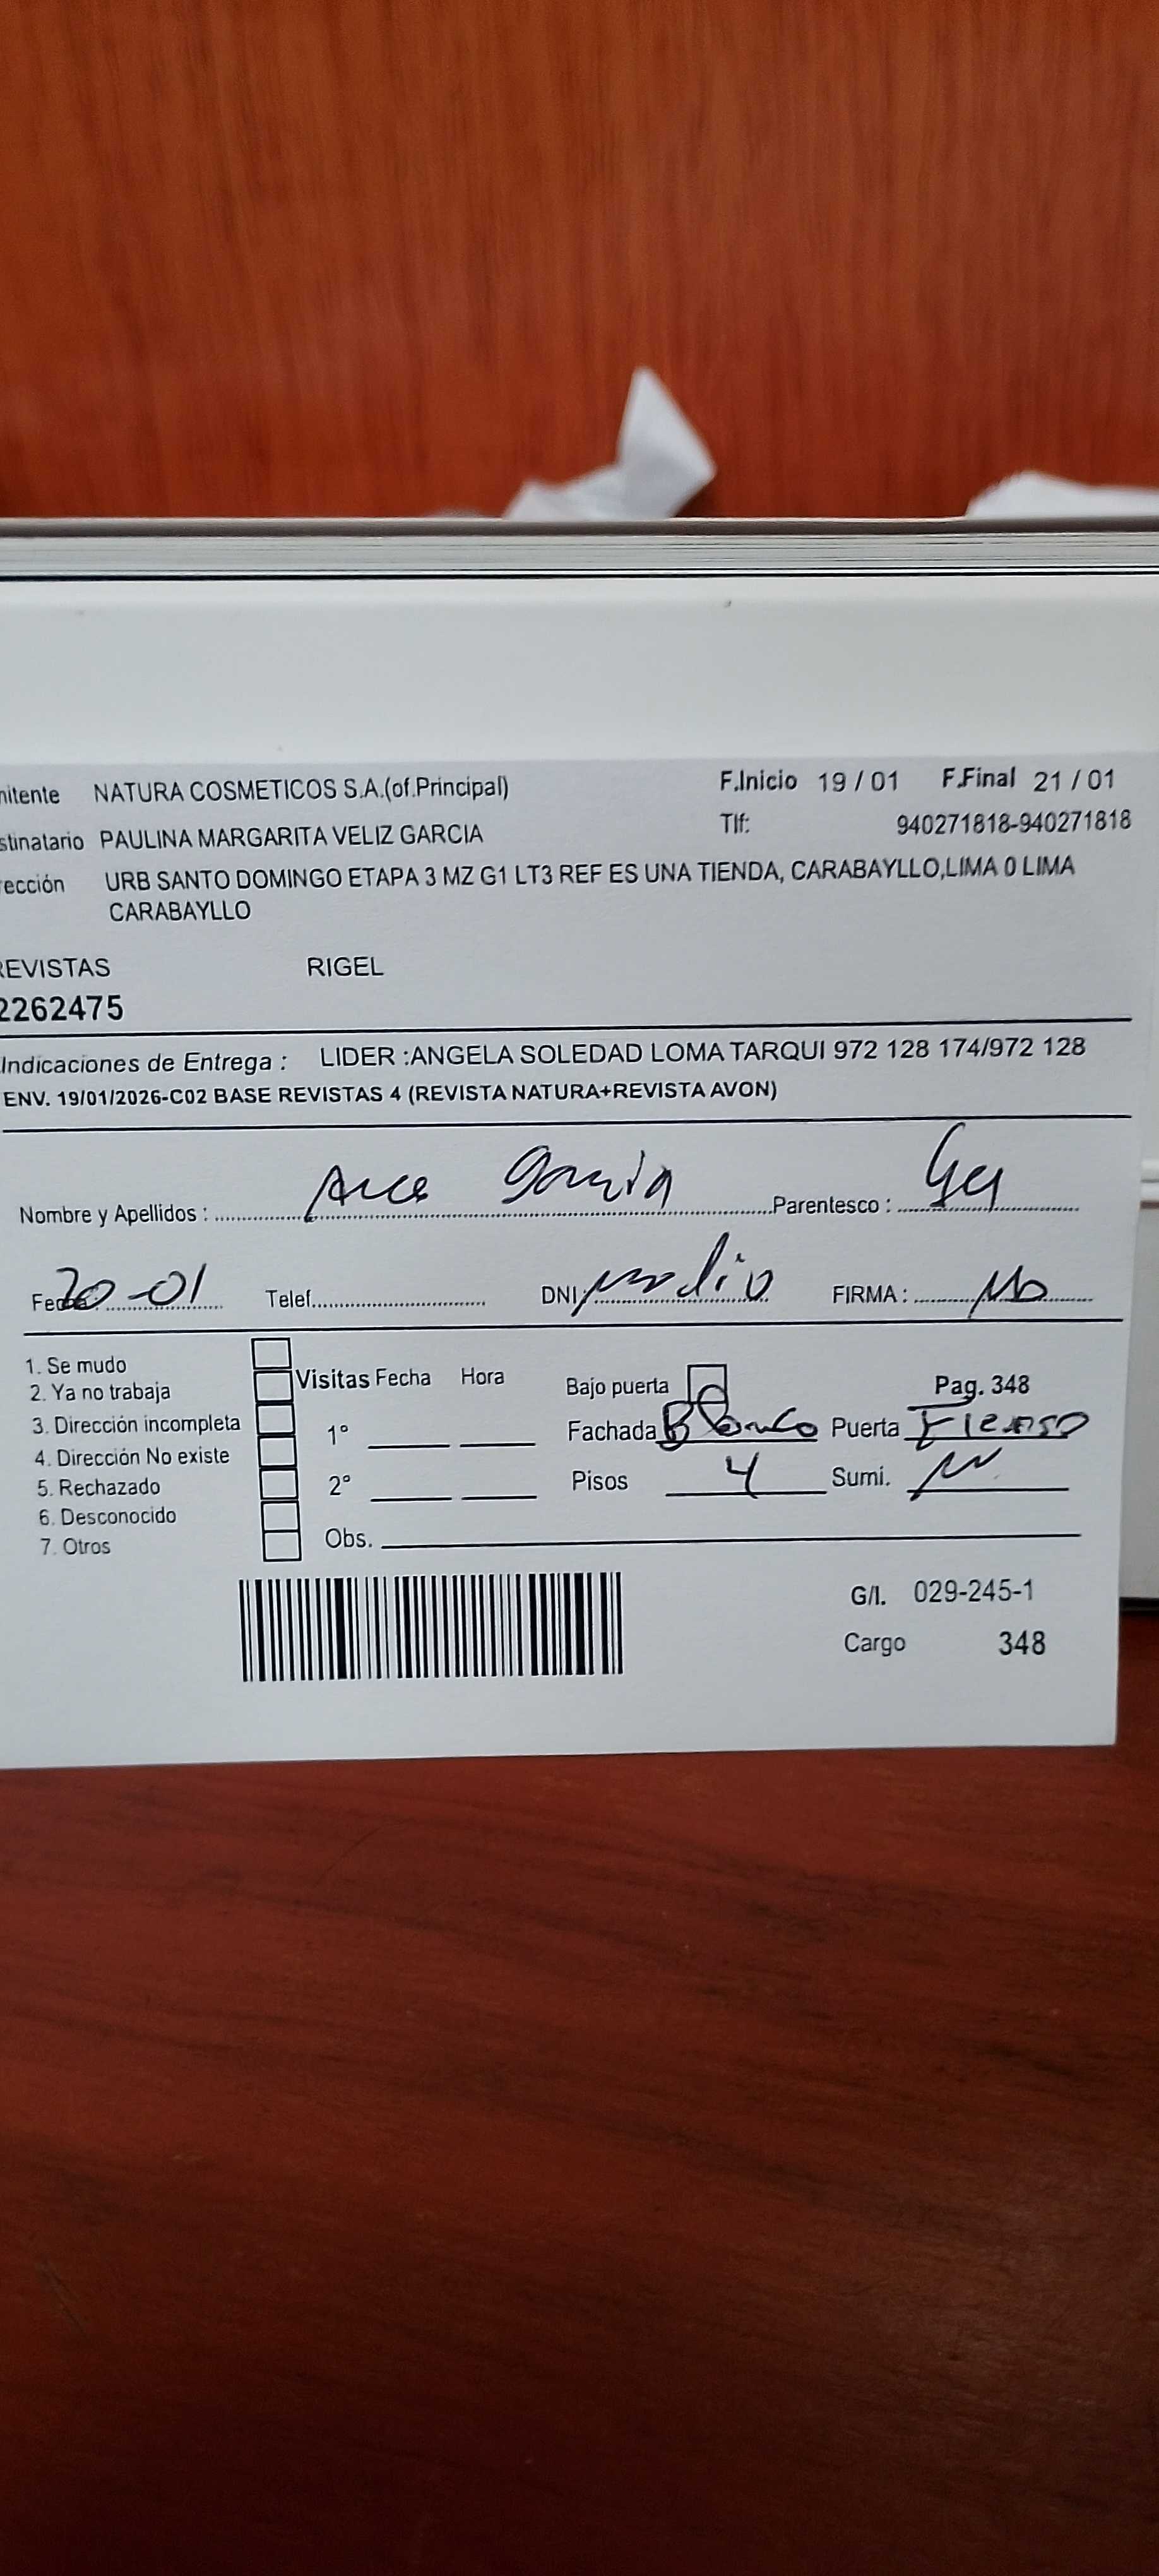 nitente NATURA COSMETICOS S.A.(of.Principal) F.Inicio 19 / 01 F.Final 21 / 01
stinatario PAULINA MARGARITA VELIZ GARCIA Tlf: 940271818-940271818
rección URB SANTO DOMINGO ETAPA 3 MZ G1 LT3 REF ES UNA TIENDA, CARABAYLLO,LIMA 0 LIMA
CARABAYLLO
REVISTAS RIGEL
2262475
Indicaciones de Entrega : LIDER :ANGELA SOLEDAD LOMA TARQUI 972 128 174/972 128
ENV. 19/01/2026-C02 BASE REVISTAS 4 (REVISTA NATURA+REVISTA AVON)
Nombre y Apellidos : Garcia Parentesco :
Fecha: 20-01 Telef. DNI: FIRMA :
1. Se mudo
2. Ya no trabaja
3. Dirección incompleta
4. Dirección No existe
5. Rechazado
6. Desconocido
7. Otros
Visitas Fecha Hora
1°
2°
Obs.
Bajo puerta Pag. 348
Fachada Blanco Puerta
Pisos 4 Sumi.
G/I. 029-245-1
Cargo 348